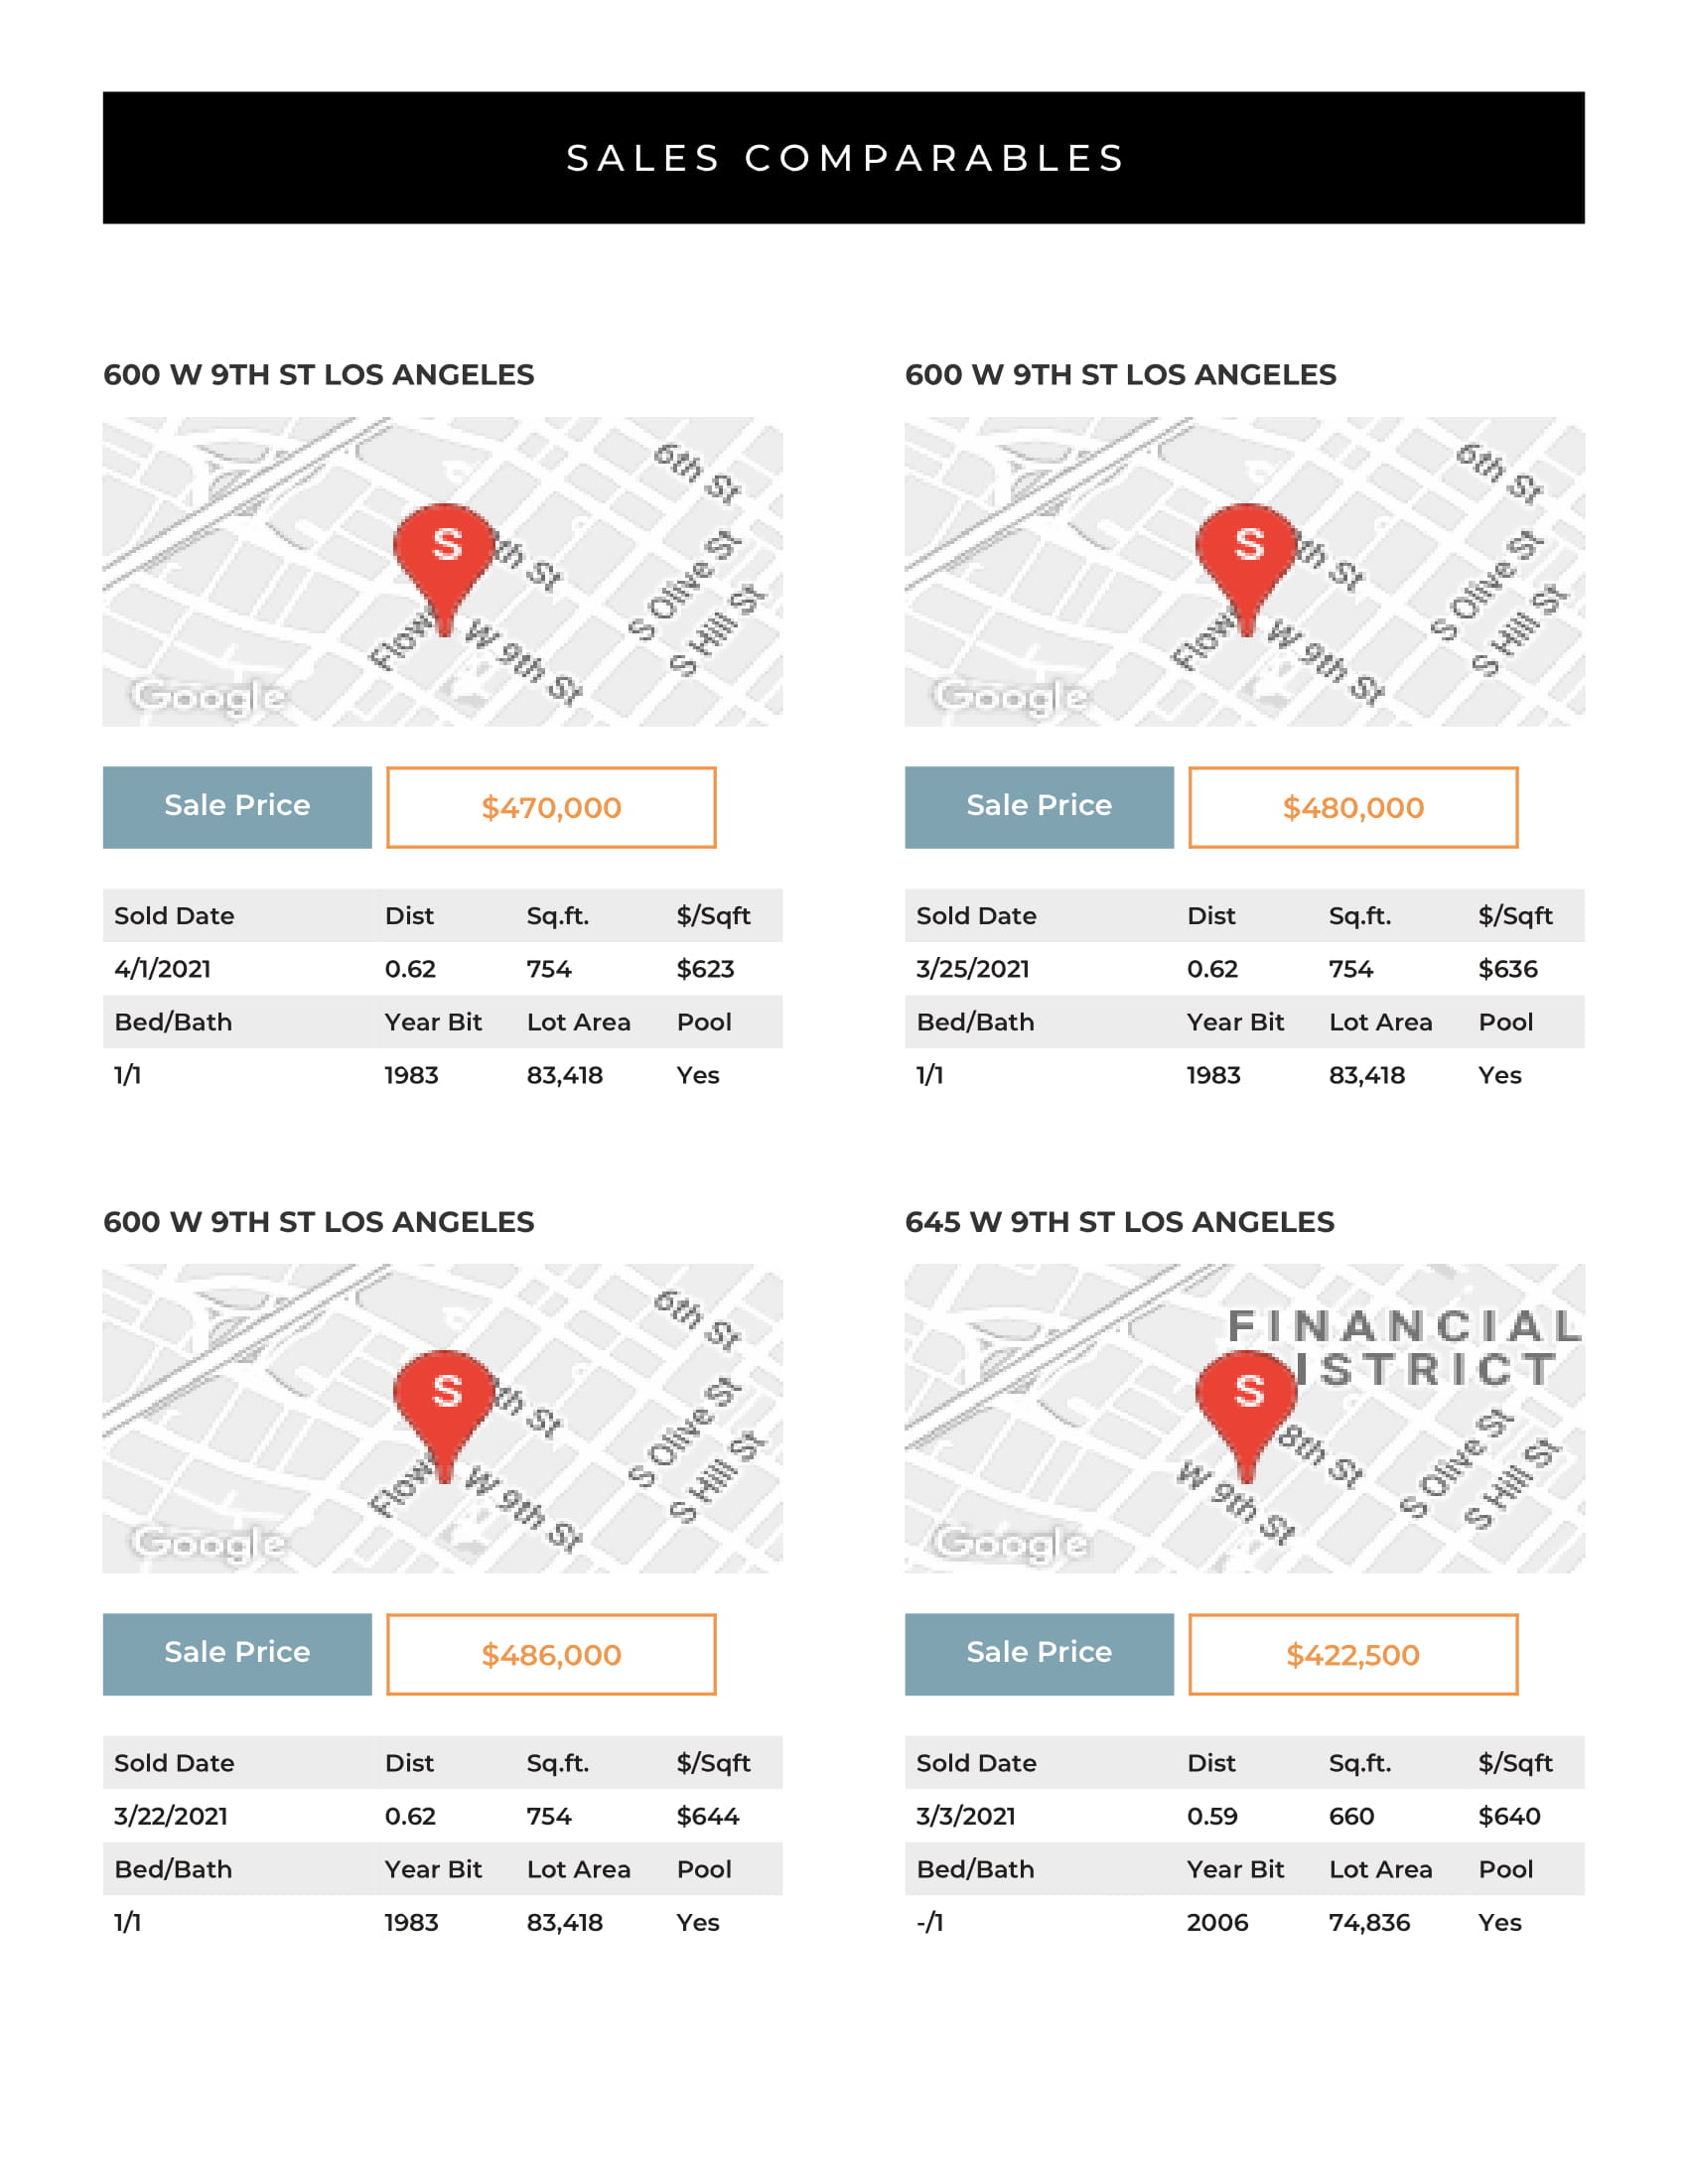 SALES COMPARABLES
600 W 9TH ST LOS ANGELES
6th St
th St
S Olive St
S Hill St
Flow
W 9th St
Google
Sale Price $470,000
Sold Date Dist Sq.ft. $/Sqft
4/1/2021 0.62 754 $623
Bed/Bath Year Bit Lot Area Pool
1/1 1983 83,418 Yes
600 W 9TH ST LOS ANGELES
6th St
th St
S Olive St
S Hill St
Flow
W 9th St
Google
Sale Price $480,000
Sold Date Dist Sq.ft. $/Sqft
3/25/2021 0.62 754 $636
Bed/Bath Year Bit Lot Area Pool
1/1 1983 83,418 Yes
600 W 9TH ST LOS ANGELES
6th St
th St
S Olive St
S Hill St
Flow
W 9th St
Google
Sale Price $486,000
Sold Date Dist Sq.ft. $/Sqft
3/22/2021 0.62 754 $644
Bed/Bath Year Bit Lot Area Pool
1/1 1983 83,418 Yes
645 W 9TH ST LOS ANGELES
FINANCIAL
ISTRICT
S
8th St
S Olive St
S Hill St
W 9th St
Google
Sale Price $422,500
Sold Date Dist Sq.ft. $/Sqft
3/3/2021 0.59 660 $640
Bed/Bath Year Bit Lot Area Pool
-/1 2006 74,836 Yes